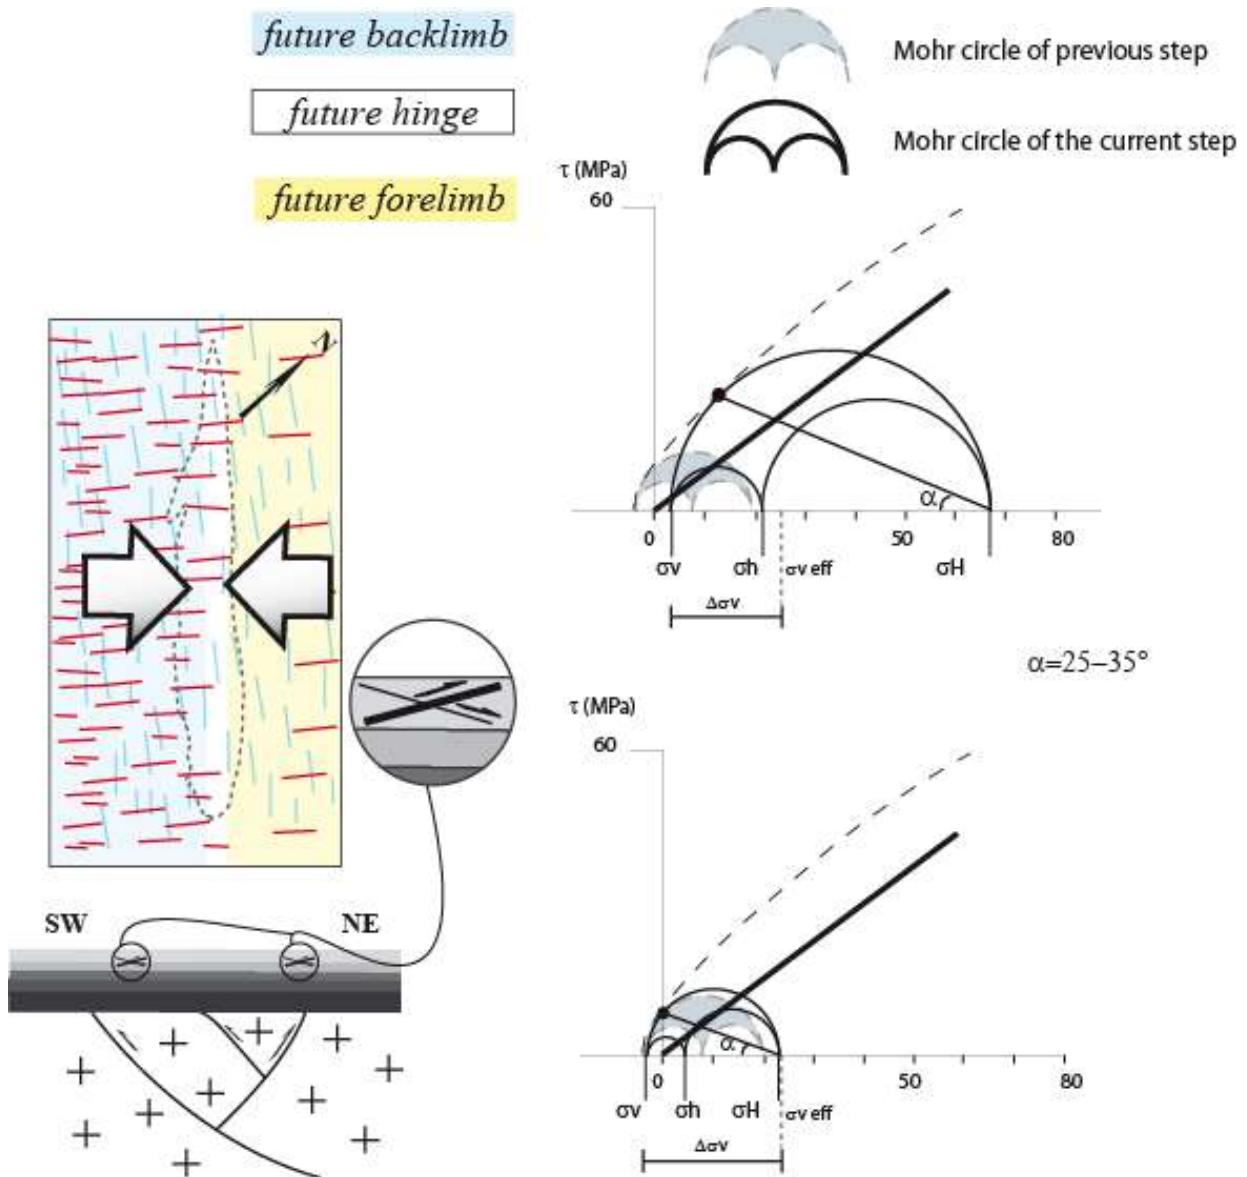 future backlimb
future hinge
future forelimb
Mohr circle of previous step
Mohr circle of the current step
τ (MPa)
60
α
0
50
80
σv
σh
σv eff
σH
Δσv
α=25–35°
N
τ (MPa)
60
α
0
50
80
σv
σh
σH
σv eff
Δσv
SW
NE